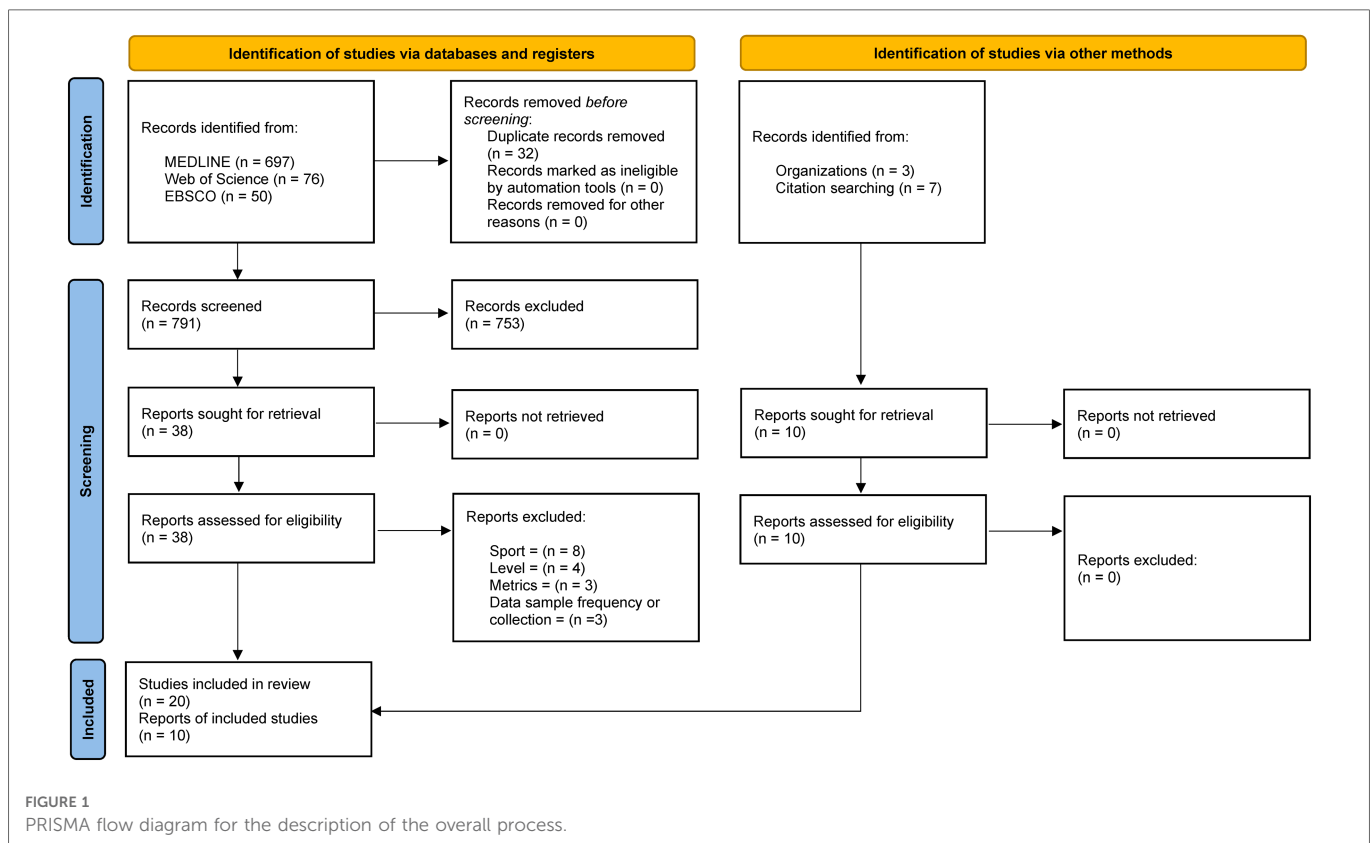 Identification of studies via databases and registers
Identification of studies via other methods
Identification
Records identified from:
MEDLINE (n = 697)
Web of Science (n = 76)
EBSCO (n = 50)
Records removed before
screening:
Duplicate records removed
(n = 32)
Records marked as ineligible
by automation tools (n = 0)
Records removed for other
reasons (n = 0)
Records identified from:
Organizations (n = 3)
Citation searching (n = 7)
Screening
Records screened
(n = 791)
Records excluded
(n = 753)
Reports sought for retrieval
(n = 38)
Reports not retrieved
(n = 0)
Reports sought for retrieval
(n = 10)
Reports not retrieved
(n = 0)
Reports assessed for eligibility
(n = 38)
Reports excluded:
Sport = (n = 8)
Level = (n = 4)
Metrics = (n = 3)
Data sample frequency or
collection = (n =3)
Reports assessed for eligibility
(n = 10)
Reports excluded:
(n = 0)
Included
Studies included in review
(n = 20)
Reports of included studies
(n = 10)
FIGURE 1
PRISMA flow diagram for the description of the overall process.